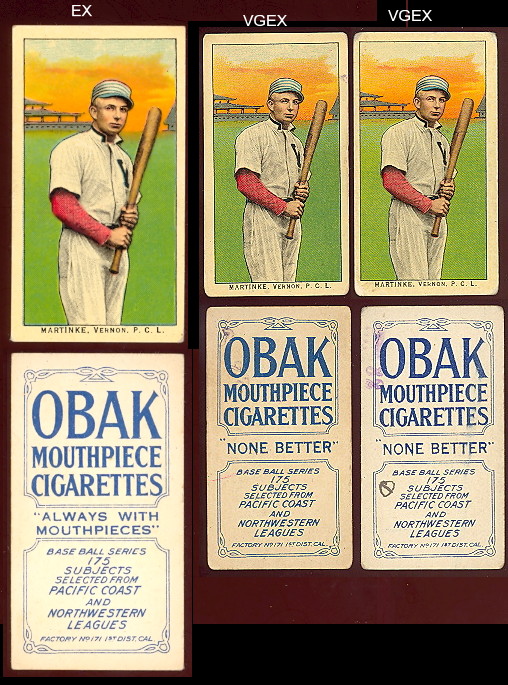 EX
VGEX
VGEX
MARTINKE, VERNON, P. C. L.
MARTINKE, VERNON, P. C. L.
MARTINKE, VERNON, P. C. L.
OBAK
MOUTHPIECE
CIGARETTES
"ALWAYS WITH
MOUTHPIECES"
BASE BALL SERIES
175
SUBJECTS
SELECTED FROM
PACIFIC COAST
AND
NORTHWESTERN
LEAGUES
FACTORY Nº 171 1ST DIST. CAL.
OBAK
MOUTHPIECE
CIGARETTES
"NONE BETTER"
BASE BALL SERIES
175
SUBJECTS
SELECTED FROM
PACIFIC COAST
AND
NORTHWESTERN
LEAGUES
FACTORY Nº 171 1ST DIST. CAL.
OBAK
MOUTHPIECE
CIGARETTES
"NONE BETTER"
BASE BALL SERIES
175
SUBJECTS
SELECTED FROM
PACIFIC COAST
AND
NORTHWESTERN
LEAGUES
FACTORY Nº 171 1ST DIST. CAL.